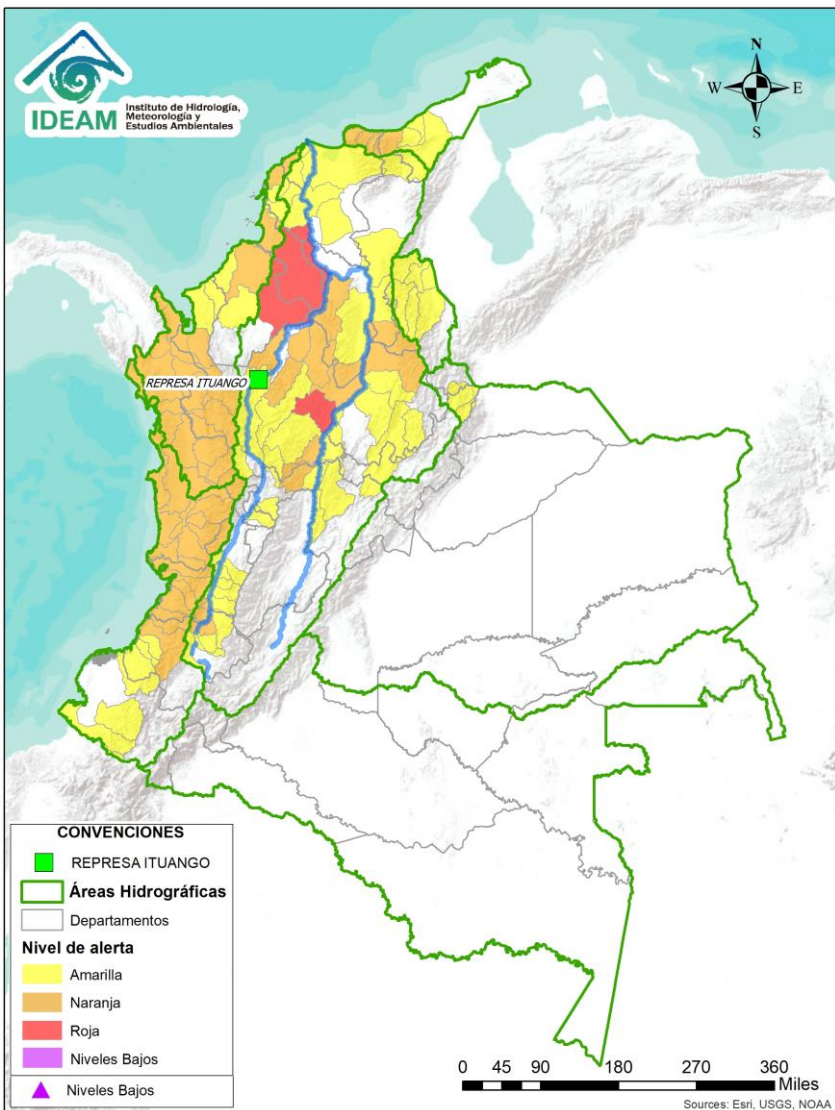 IDEAM
Instituto de Hidrología,
Meteorología y
Estudios Ambientales
N
W
E
S
REPRESA ITUANGO
CONVENCIONES
REPRESA ITUANGO
Áreas Hidrográficas
Departamentos
Nivel de alerta
Amarilla
Naranja
Roja
Niveles Bajos
Niveles Bajos
0 45 90 180 270 360
Miles
Sources: Esri, USGS, NOAA